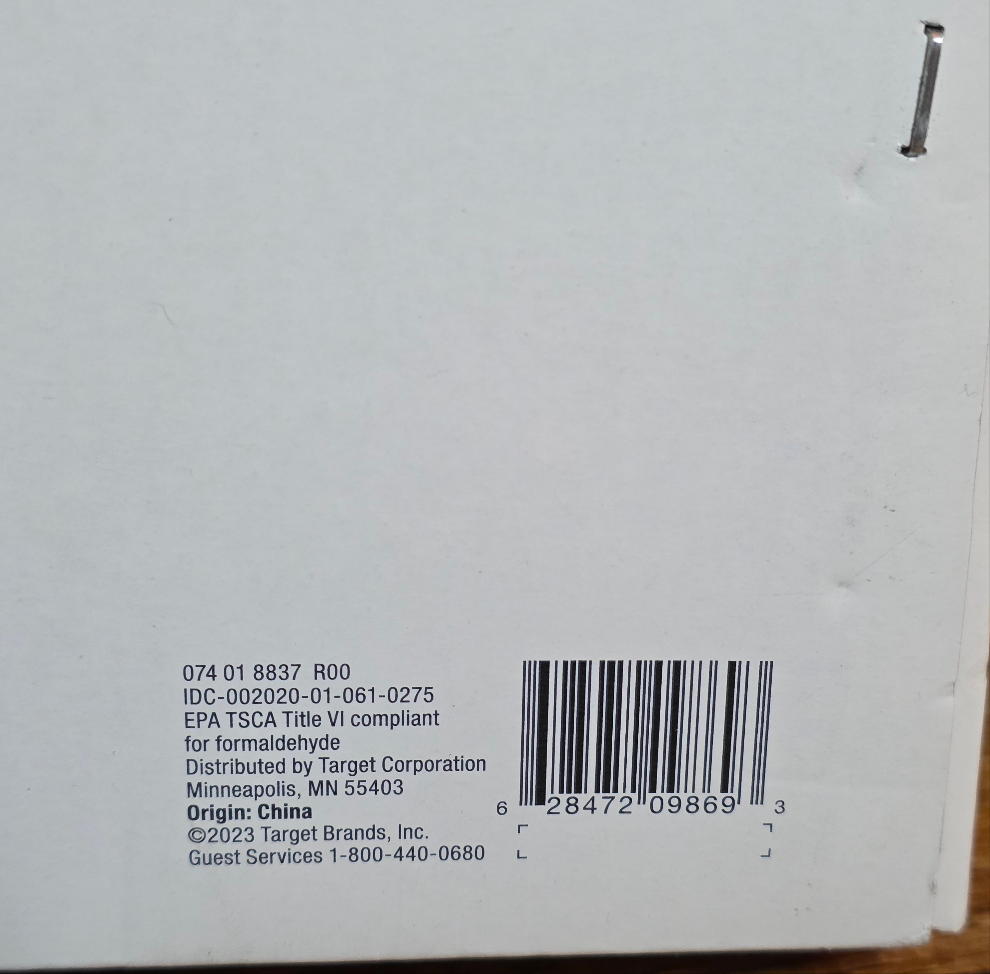 074 01 8837 R00
IDC-002020-01-061-0275
EPA TSCA Title VI compliant
for formaldehyde
Distributed by Target Corporation
Minneapolis, MN 55403
Origin: China
©2023 Target Brands, Inc.
Guest Services 1-800-440-0680
6 28472 09869 3